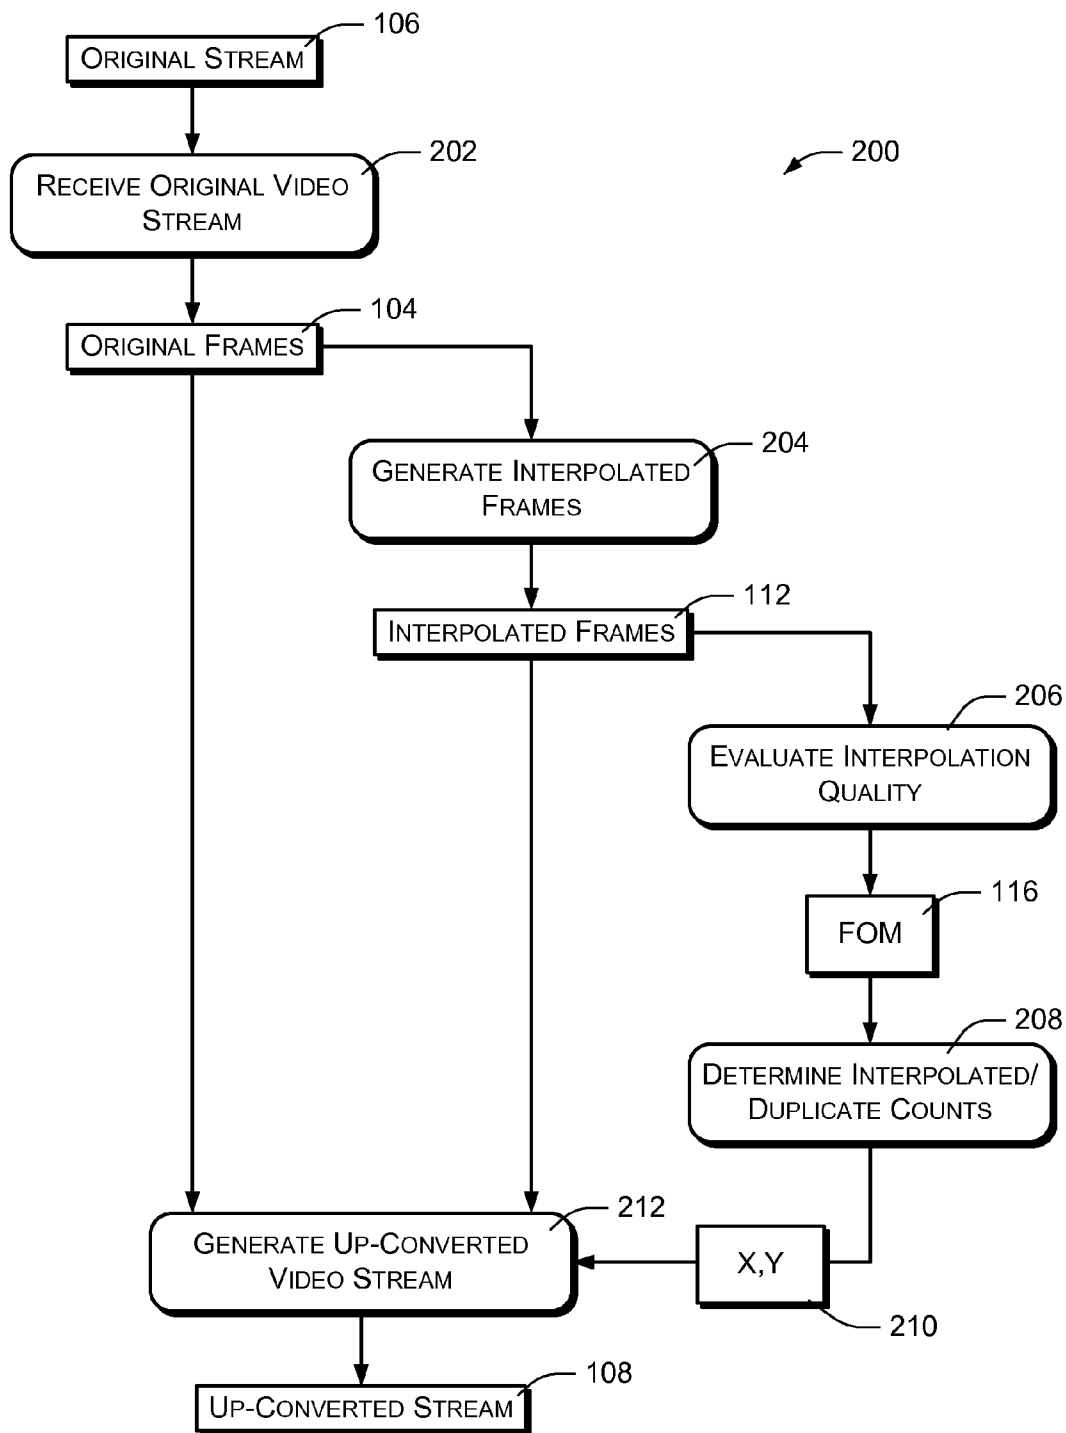 106
ORIGINAL STREAM
202
200
RECEIVE ORIGINAL VIDEO
STREAM
104
ORIGINAL FRAMES
204
GENERATE INTERPOLATED
FRAMES
112
INTERPOLATED FRAMES
206
EVALUATE INTERPOLATION
QUALITY
116
FOM
208
DETERMINE INTERPOLATED/
DUPLICATE COUNTS
212
GENERATE UP-CONVERTED
VIDEO STREAM
X,Y
210
108
UP-CONVERTED STREAM